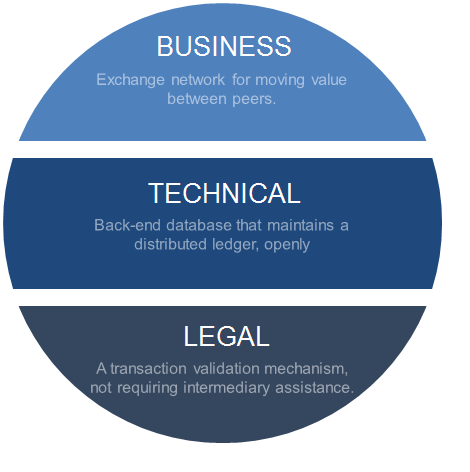 BUSINESS
Exchange network for moving value
between peers.
TECHNICAL
Back-end database that maintains a
distributed ledger, openly
LEGAL
A transaction validation mechanism,
not requiring intermediary assistance.